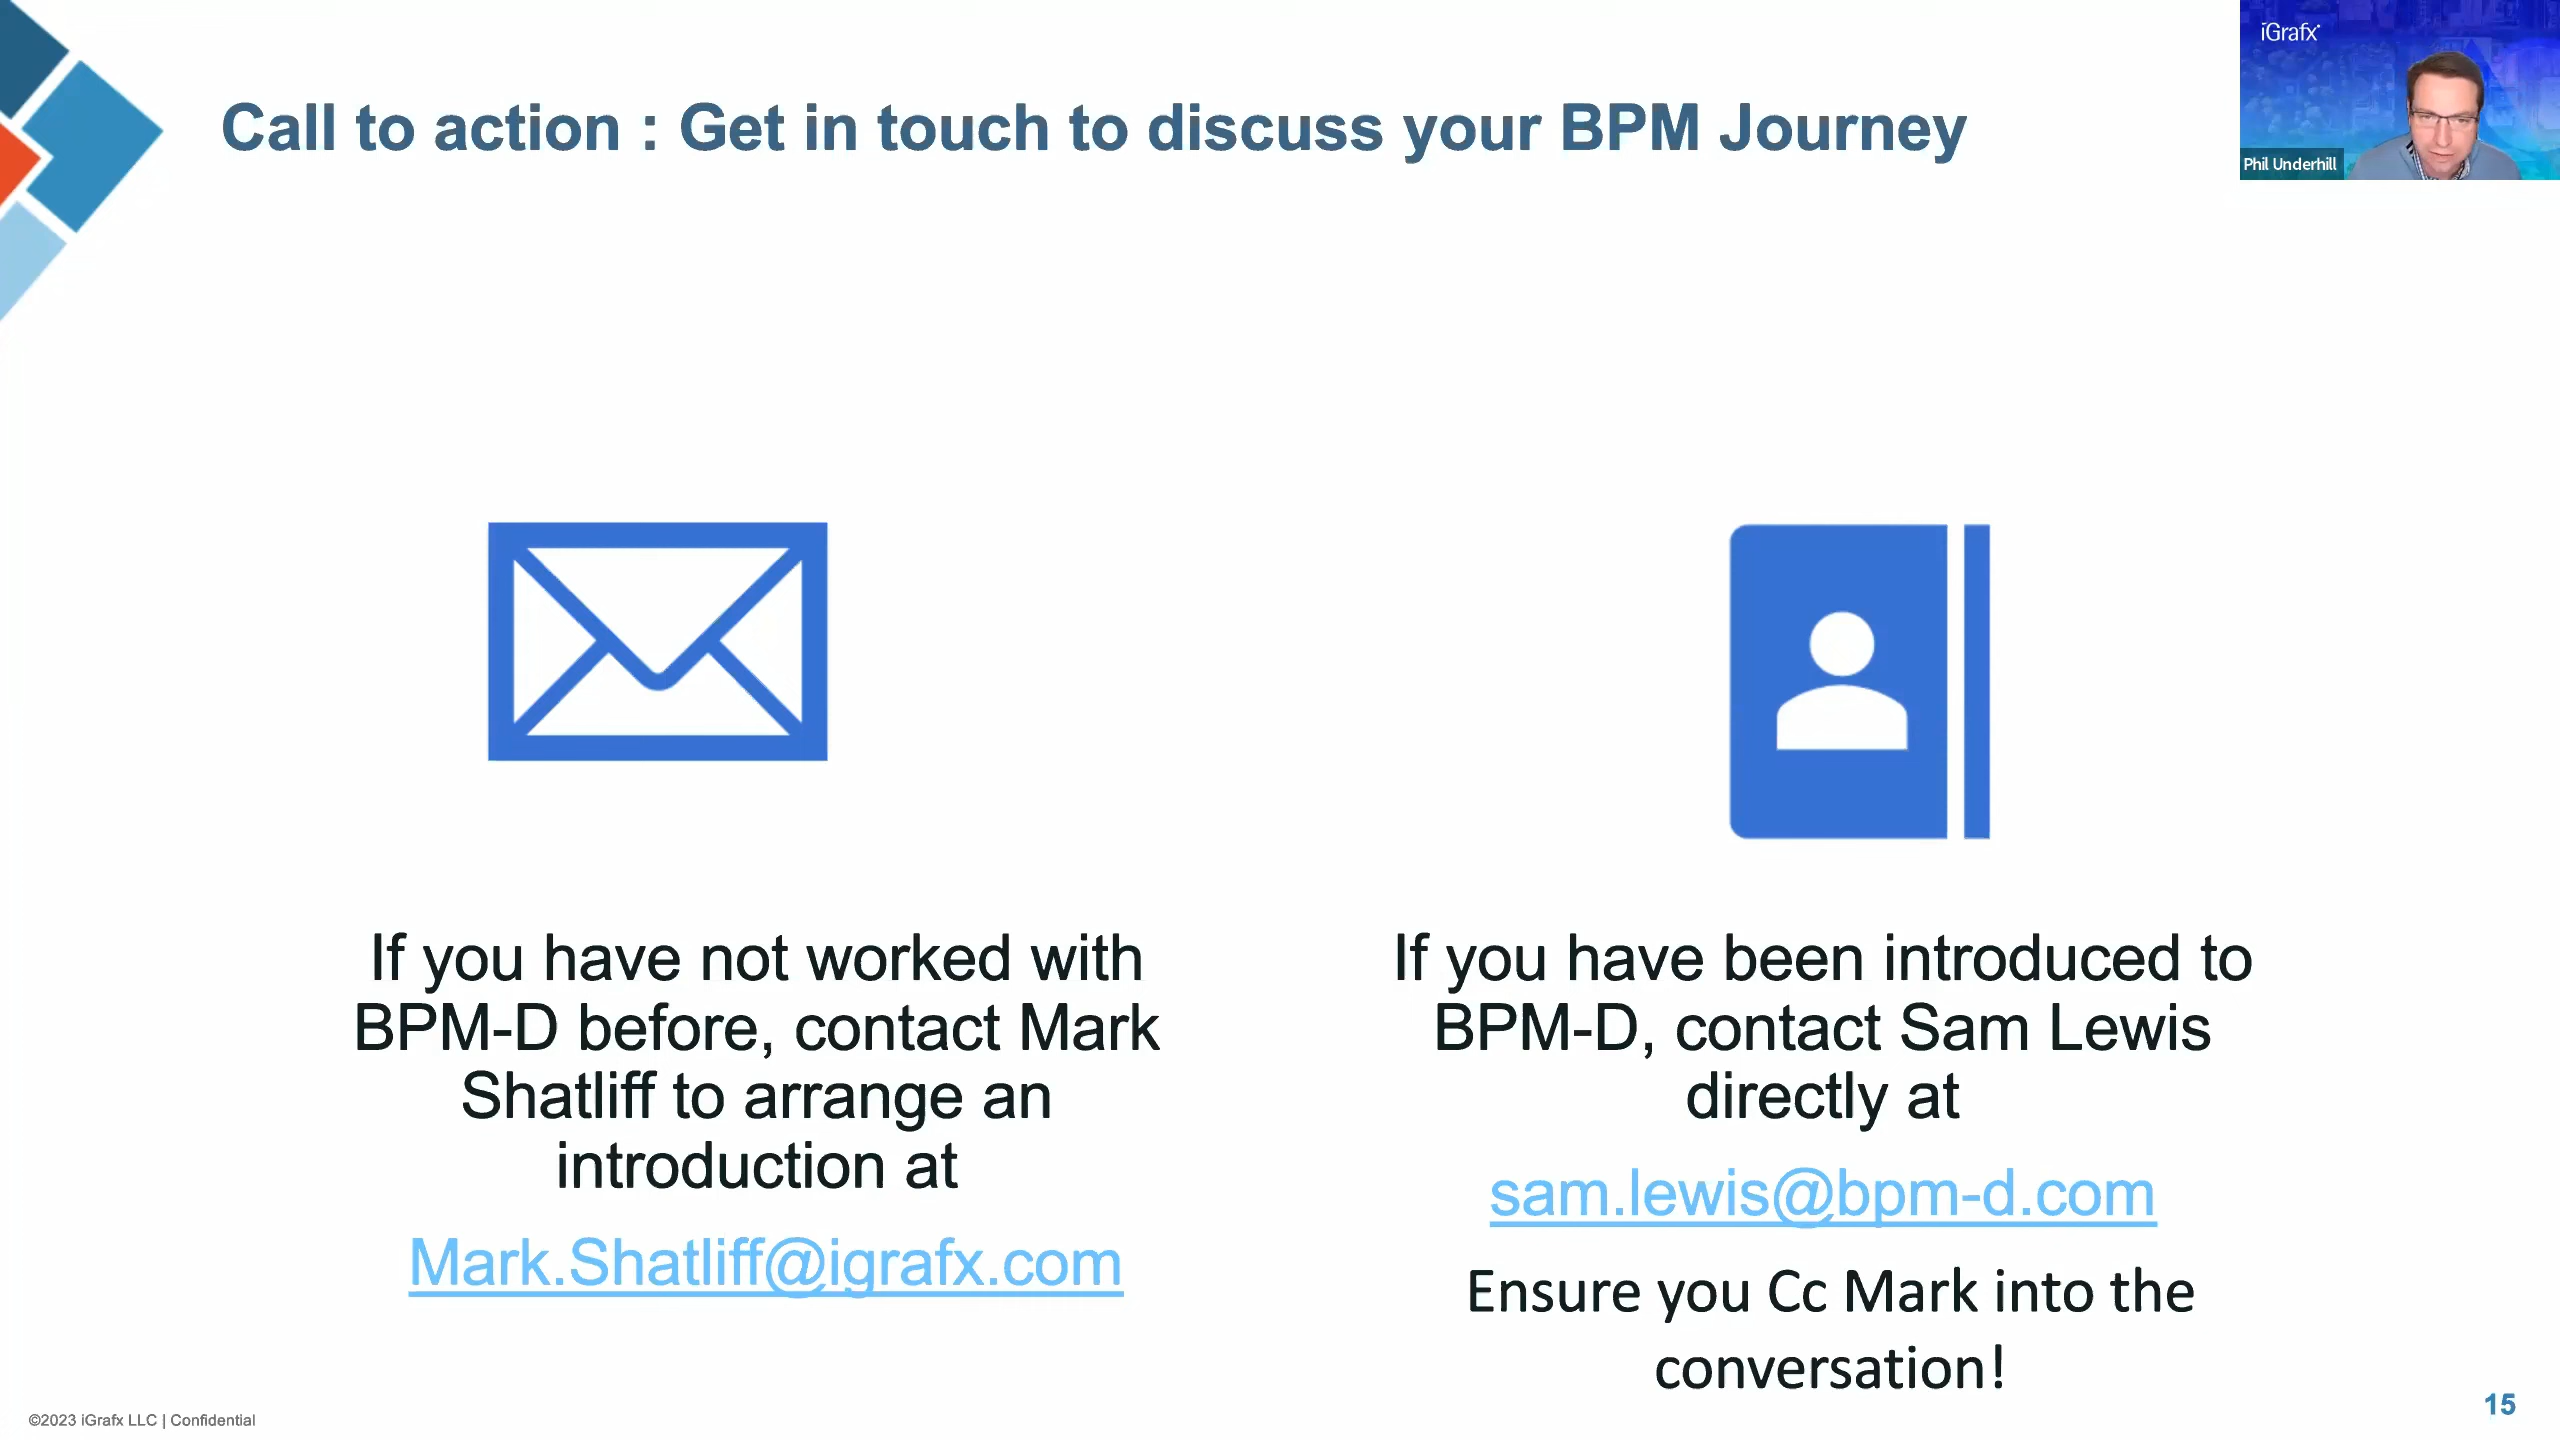 iGrafx
Call to action : Get in touch to discuss your BPM Journey
Phil Underhill
If you have not worked with
BPM-D before, contact Mark
Shatliff to arrange an
introduction at
Mark.Shatliff@igrafx.com
If you have been introduced to
BPM-D, contact Sam Lewis
directly at
sam.lewis@bpm-d.com
Ensure you Cc Mark into the
conversation!
©2023 iGrafx LLC | Confidential
15